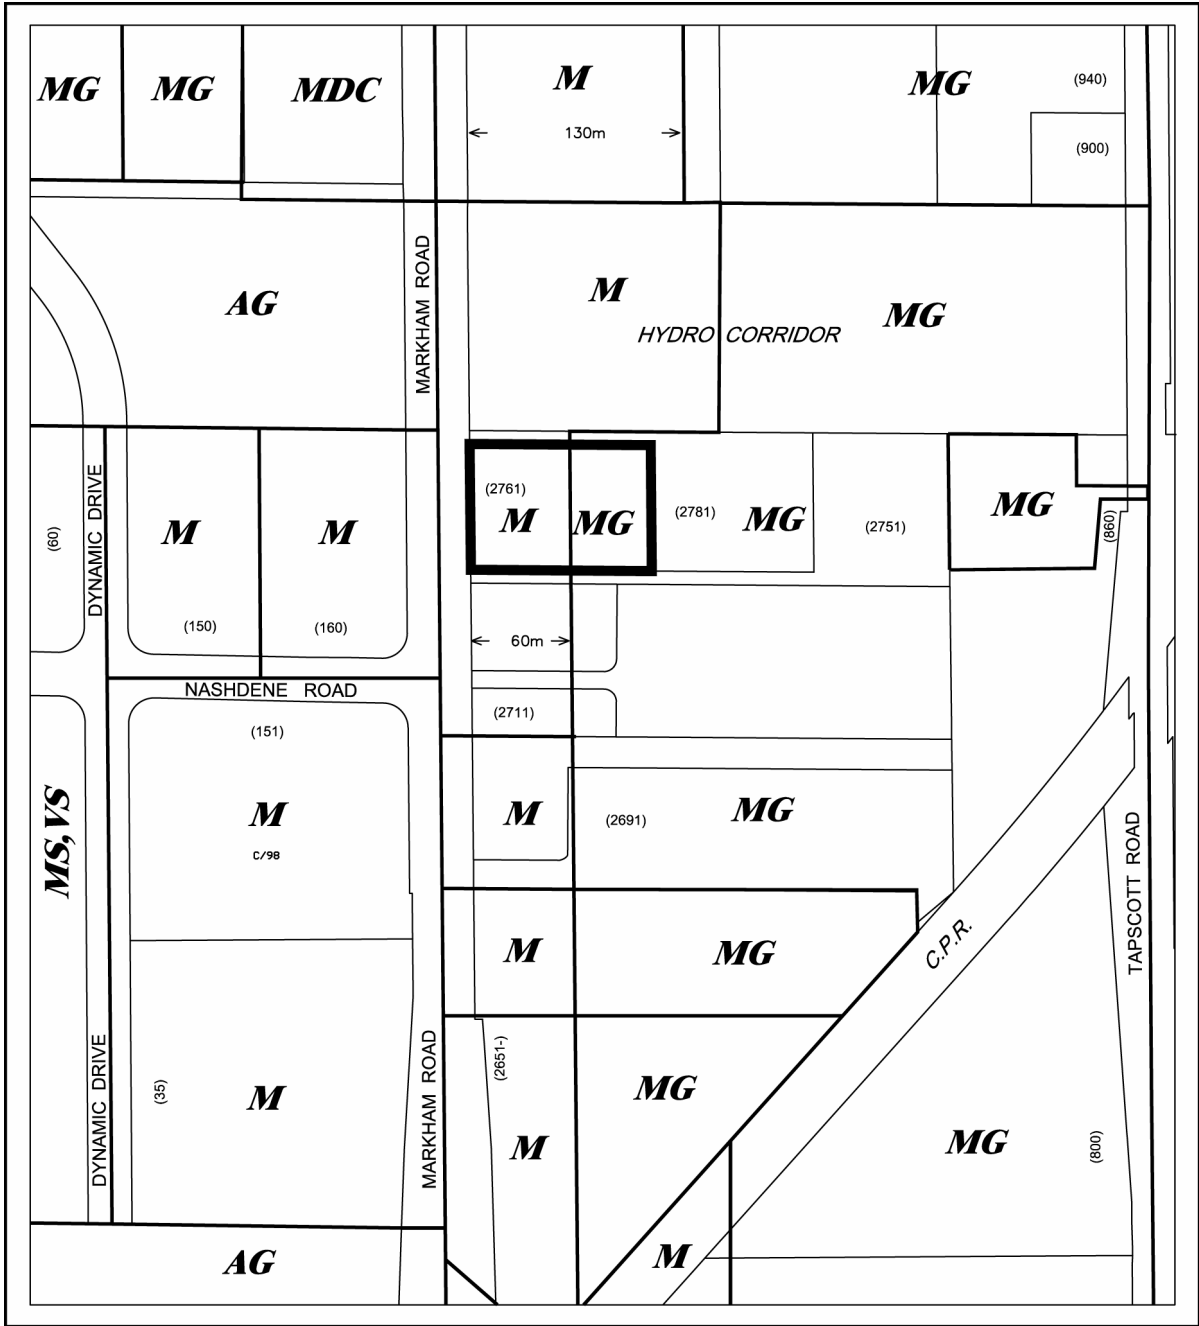 MG MG MDC M MG (940)
130m
(900)
MARKHAM ROAD
AG M MG
HYDRO CORRIDOR
DYNAMIC DRIVE
(60)
M M
(150) (160)
(2761)
M MG
(2781) MG (2751) MG (860)
60m
NASHDENE ROAD
(2711)
(151)
M
C/98
MS,VS
M (2691) MG
TAPSCOTT ROAD
M MG C.P.R.
DYNAMIC DRIVE
(35) M
MARKHAM ROAD
(2651-)
M MG
MG (800)
AG M